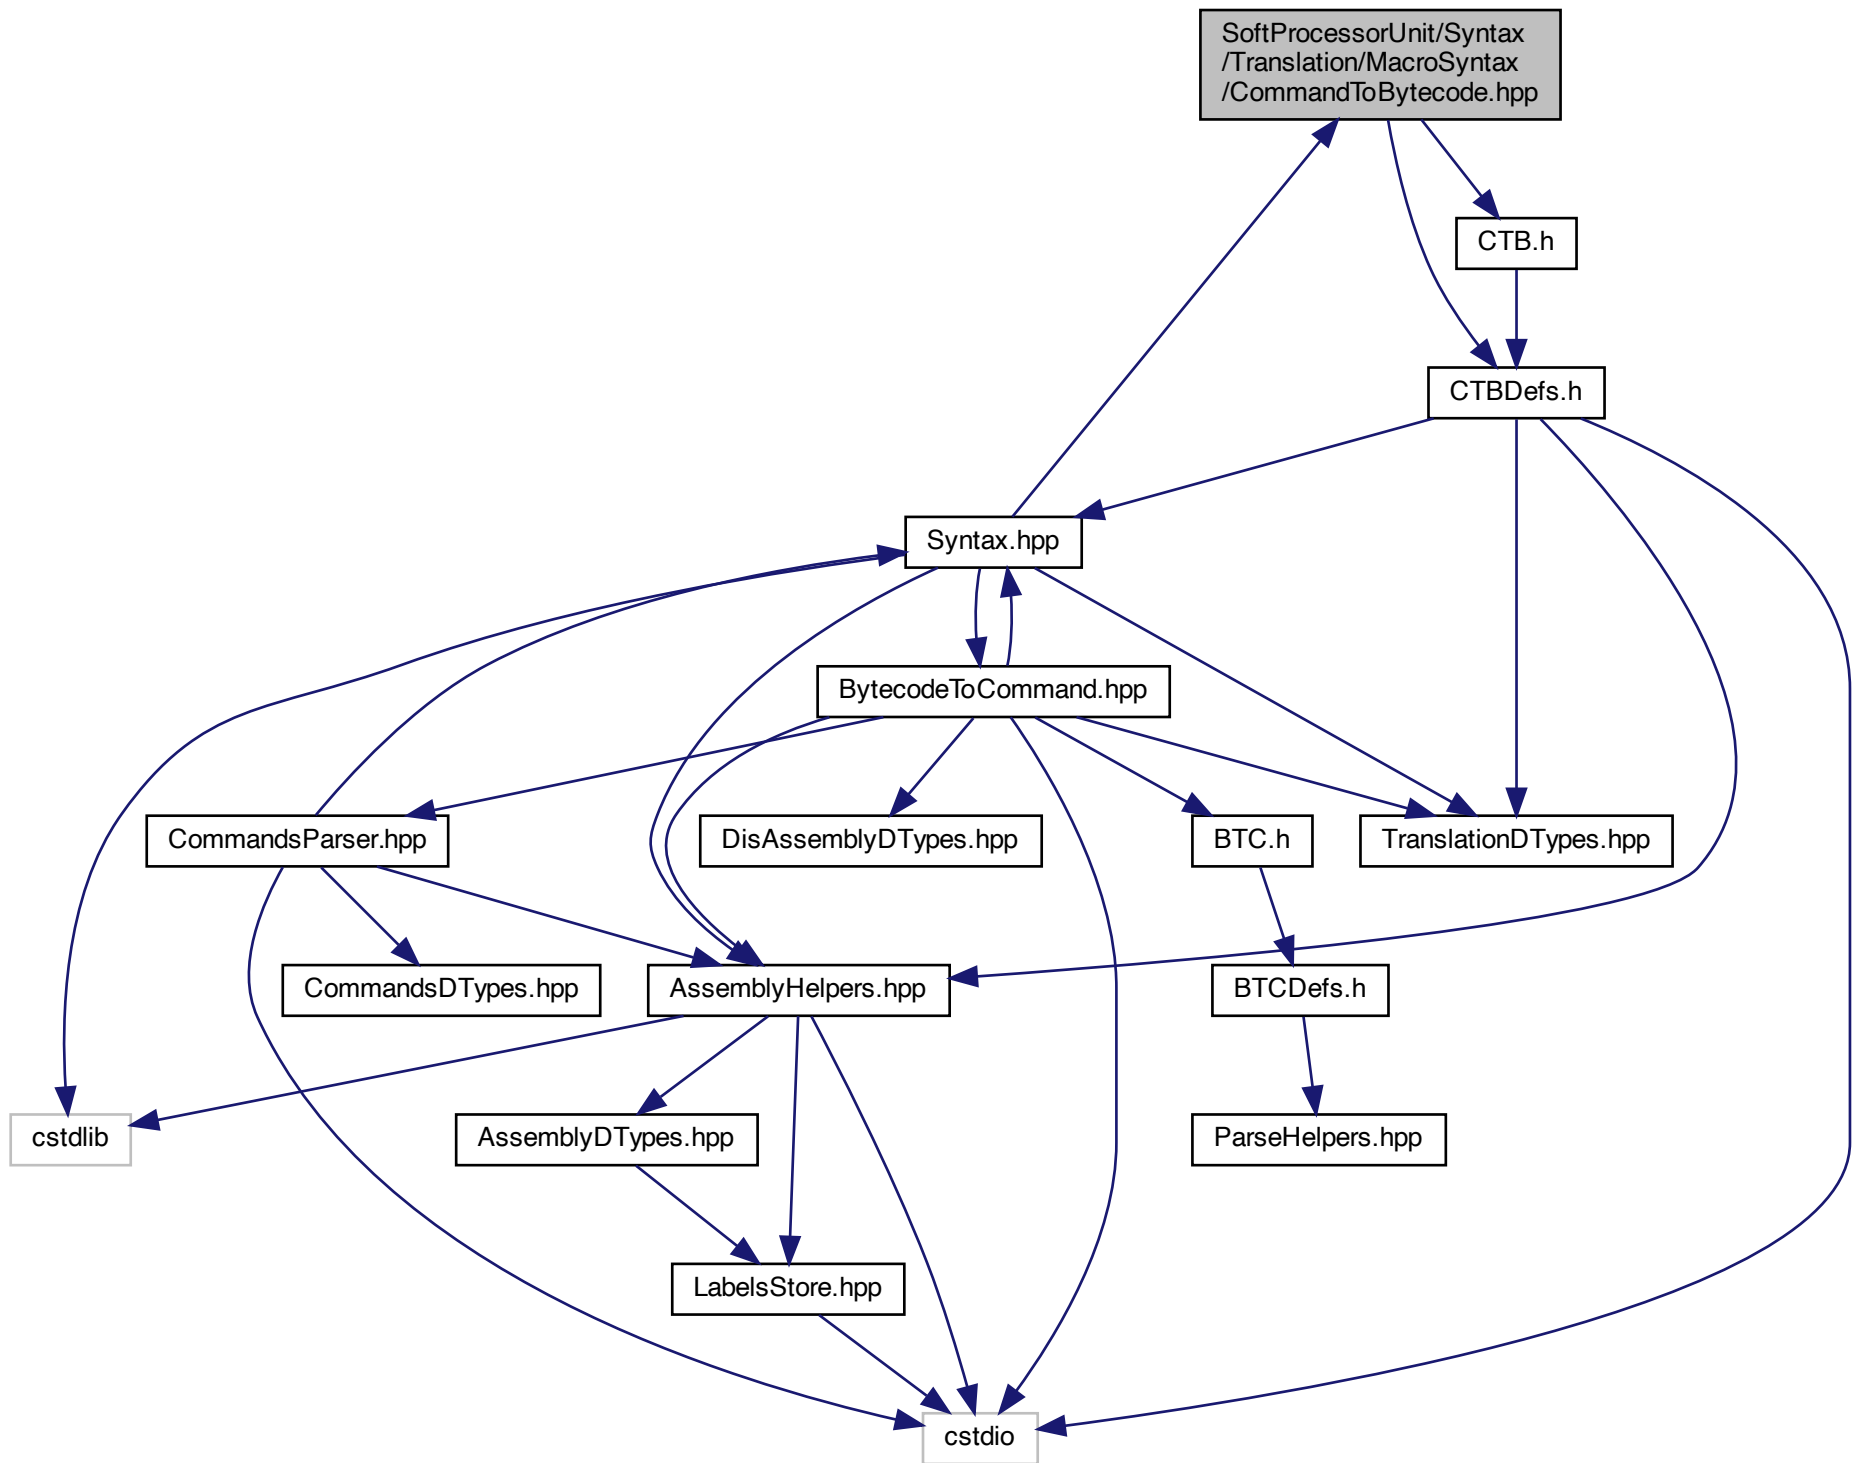 SoftProcessorUnit/Syntax
/Translation/MacroSyntax
/CommandToBytecode.hpp
CTB.h
CTBDefs.h
Syntax.hpp
BytecodeToCommand.hpp
CommandsParser.hpp
DisAssemblyDTypes.hpp
BTC.h
TranslationDTypes.hpp
CommandsDTypes.hpp
AssemblyHelpers.hpp
BTCDefs.h
cstdlib
AssemblyDTypes.hpp
ParseHelpers.hpp
LabelsStore.hpp
cstdio